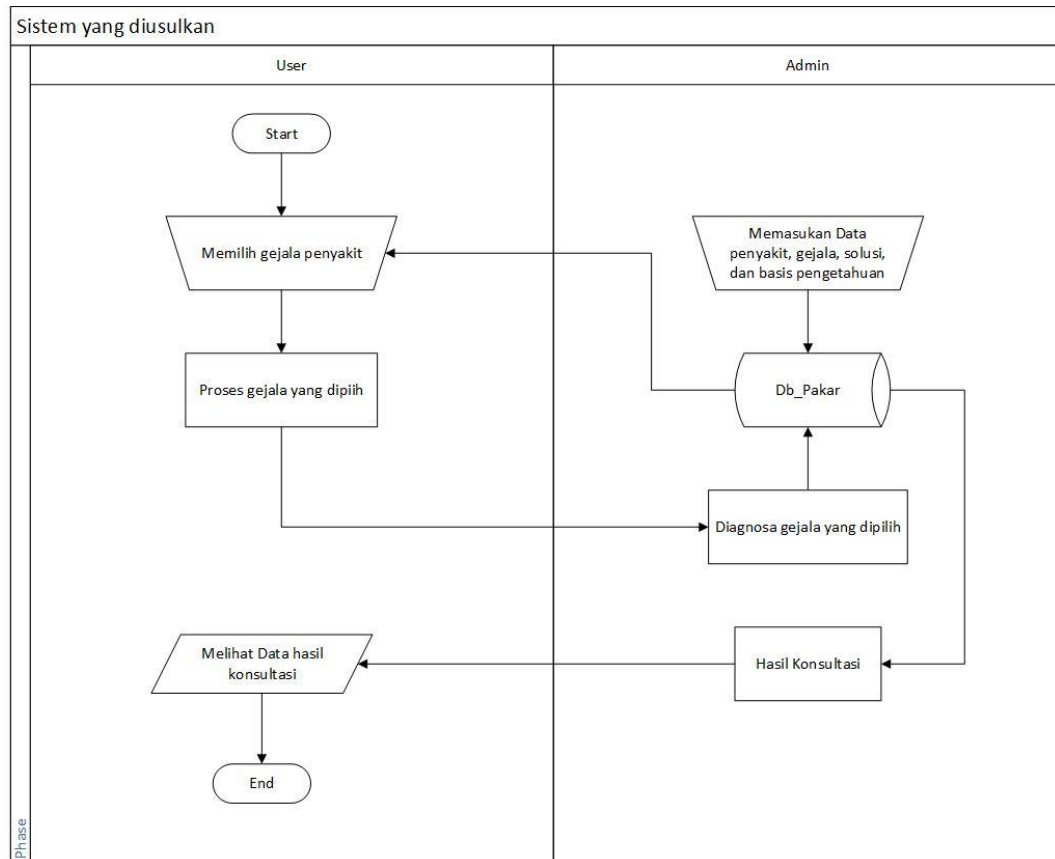 Sistem yang diusulkan
User
Admin
Start
Memilih gejala penyakit
Memasukan Data
penyakit, gejala, solusi,
dan basis pengetahuan
Proses gejala yang dipiih
Db_Pakar
Diagnosa gejala yang dipilih
Melihat Data hasil
konsultasi
Hasil Konsultasi
End
Phase